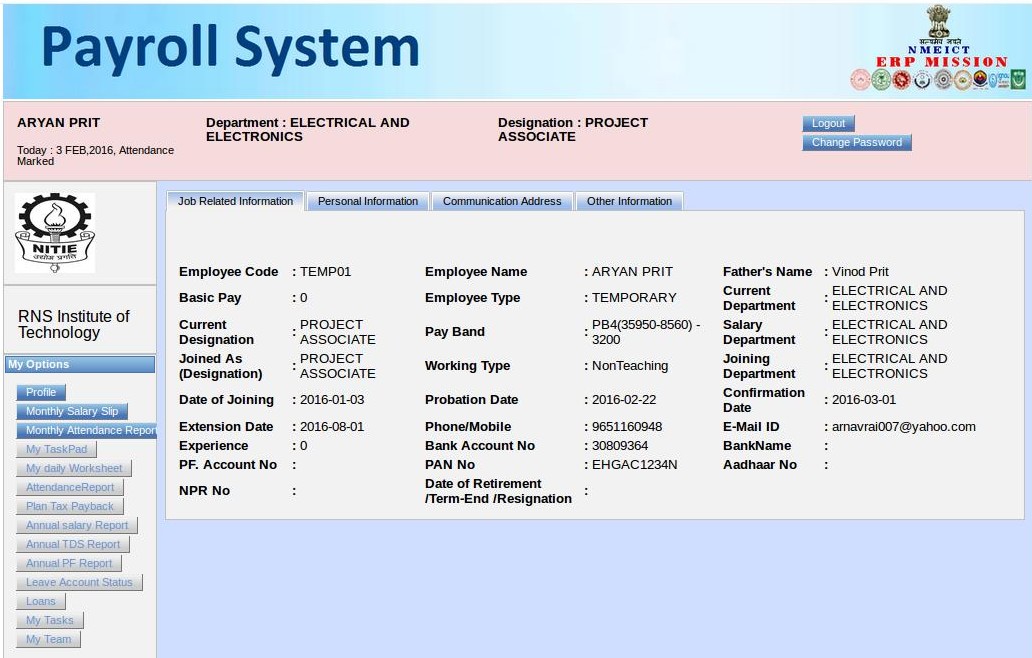 Payroll System
सत्यमेव जयते
NMEICT
ERP MISSION
ARYAN PRIT
Today : 3 FEB,2016, Attendance
Marked
Department : ELECTRICAL AND
ELECTRONICS
Designation : PROJECT
ASSOCIATE
Logout
Change Password
NITIE
उद्योगम् प्रगति
RNS Institute of
Technology
My Options
Profile
Monthly Salary Slip
Monthly Attendance Report
My TaskPad
My daily Worksheet
AttendanceReport
Plan Tax Payback
Annual salary Report
Annual TDS Report
Annual PF Report
Leave Account Status
Loans
My Tasks
My Team
Job Related Information Personal Information Communication Address Other Information
Employee Code : TEMP01 Employee Name : ARYAN PRIT Father's Name : Vinod Prit
Basic Pay : 0 Employee Type : TEMPORARY Current Department : ELECTRICAL AND ELECTRONICS
Current Designation : PROJECT ASSOCIATE Pay Band : PB4(35950-8560) - 3200 Salary Department : ELECTRICAL AND ELECTRONICS
Joined As (Designation) : PROJECT ASSOCIATE Working Type : NonTeaching Joining Department : ELECTRICAL AND ELECTRONICS
Date of Joining : 2016-01-03 Probation Date : 2016-02-22 Confirmation Date : 2016-03-01
Extension Date : 2016-08-01 Phone/Mobile : 9651160948 E-Mail ID : arnavrai007@yahoo.com
Experience : 0 Bank Account No : 30809364 BankName :
PF. Account No : PAN No : EHGAC1234N Aadhaar No :
NPR No : Date of Retirement /Term-End /Resignation :